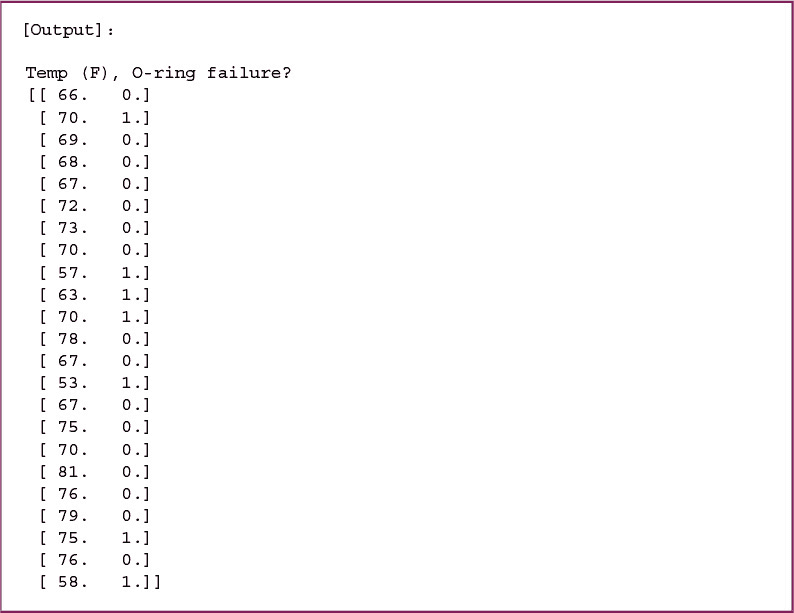 [Output]:
Temp (F), O-ring failure?
[[ 66.   0.]
[ 70.   1.]
[ 69.   0.]
[ 68.   0.]
[ 67.   0.]
[ 72.   0.]
[ 73.   0.]
[ 70.   0.]
[ 57.   1.]
[ 63.   1.]
[ 70.   1.]
[ 78.   0.]
[ 67.   0.]
[ 53.   1.]
[ 67.   0.]
[ 75.   0.]
[ 70.   0.]
[ 81.   0.]
[ 76.   0.]
[ 79.   0.]
[ 75.   1.]
[ 76.   0.]
[ 58.   1.]]